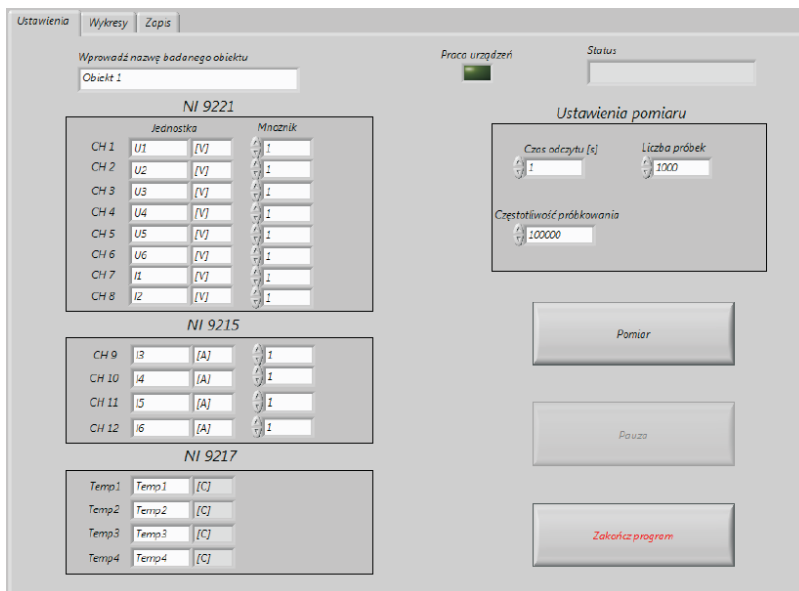 Ustawienia Wykresy Zapis
Wprowadź nazwę badanego obiektu
Obiekt 1
Praca urządzeń
Status
NI 9221
Jednostka Mnoznik
CH 1 U1 [V] 1
CH 2 U2 [V] 1
CH 3 U3 [V] 1
CH 4 U4 [V] 1
CH 5 U5 [V] 1
CH 6 U6 [V] 1
CH 7 I1 [V] 1
CH 8 I2 [V] 1
NI 9215
CH 9 I3 [A] 1
CH 10 I4 [A] 1
CH 11 I5 [A] 1
CH 12 I6 [A] 1
NI 9217
Temp1 Temp1 [C]
Temp2 Temp2 [C]
Temp3 Temp3 [C]
Temp4 Temp4 [C]
Ustawienia pomiaru
Czas odczytu [s] Liczba próbek
1 1000
Częstotliwość próbkowania
100000
Pomiar
Pauza
Zakończ program